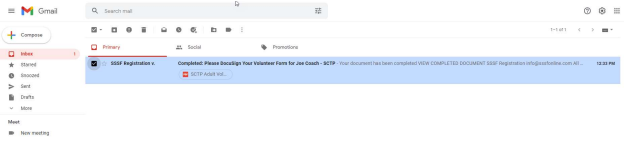 Gmail
Search mail
Compose
1–1 of 1
Inbox 1
Primary
Social
Promotions
Starred
SSSF Registration v. Completed: Please DocuSign Your Volunteer Form for Joe Coach - SCTP - Your document has been completed VIEW COMPLETED DOCUMENT SSSF Registration info@sssfonline.com All... 12:33 PM
Snoozed
SCTP Adult Vol...
Sent
Drafts
More
Meet
New meeting